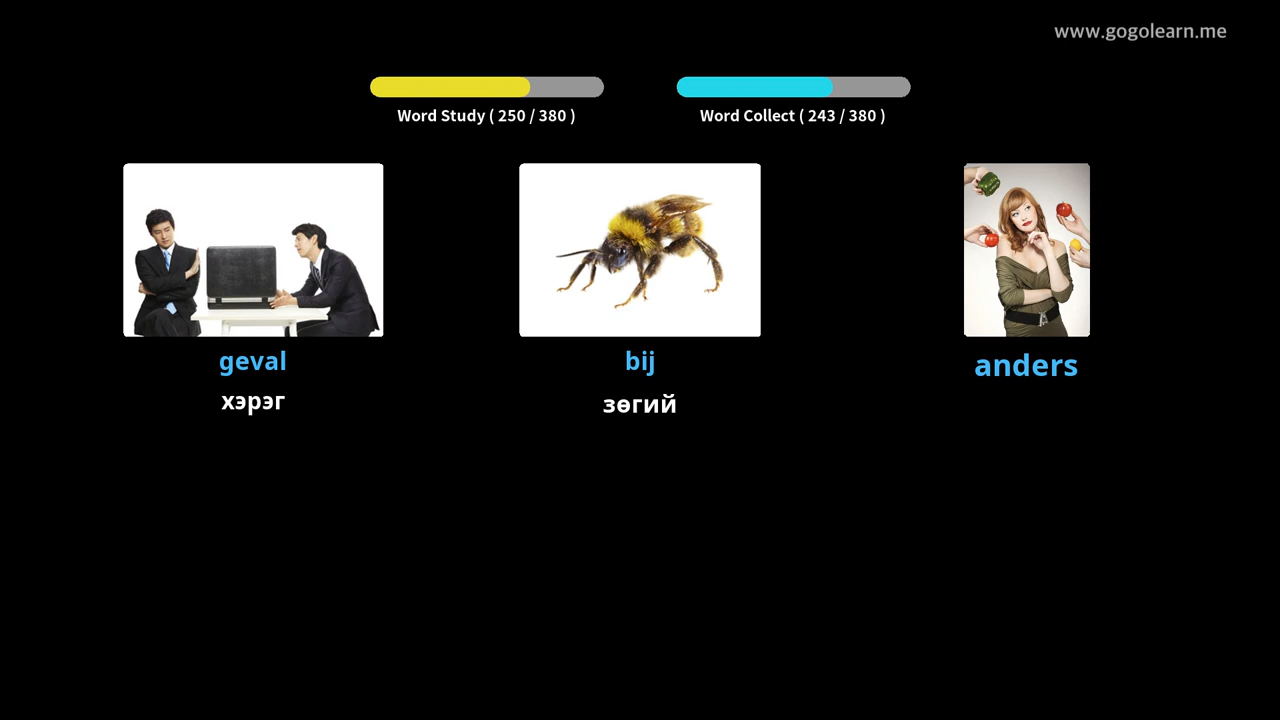 www.gogolearn.me
Word Study ( 250 / 380 )
Word Collect ( 243 / 380 )
geval
хэрэг
bij
зөгий
anders